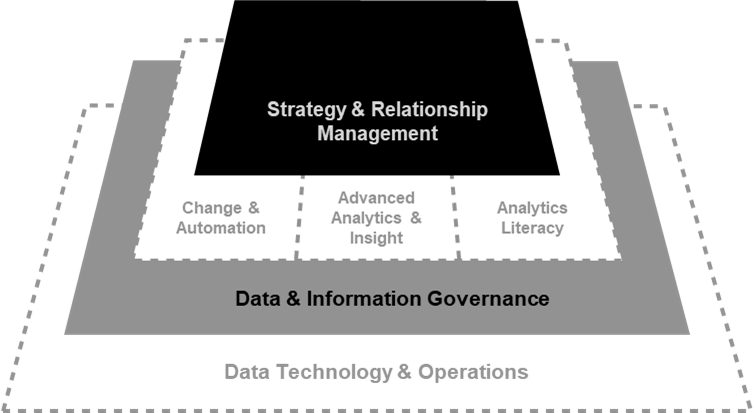 Strategy & Relationship
Management
Change &
Automation
Advanced
Analytics &
Insight
Analytics
Literacy
Data & Information Governance
Data Technology & Operations